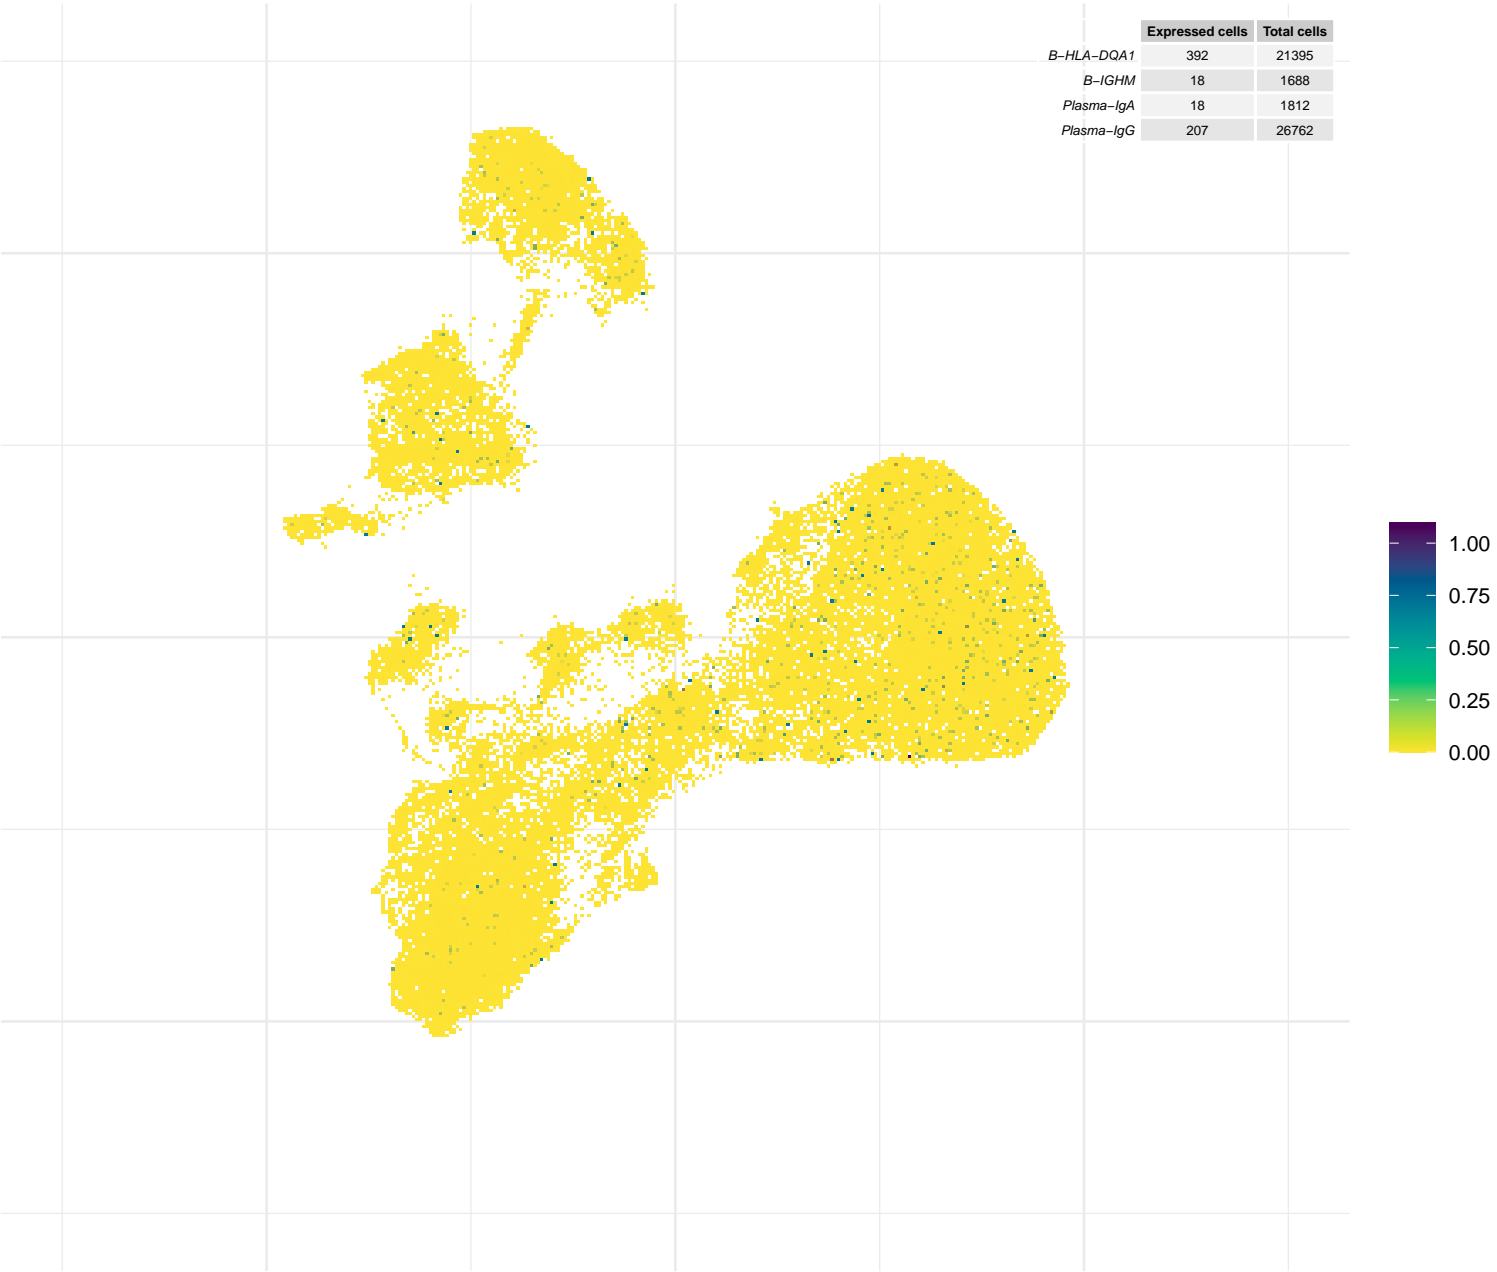 Expressed cells Total cells
B−HLA−DQA1 392 21395
B−IGHM 18 1688
Plasma−IgA 18 1812
Plasma−IgG 207 26762
1.00
0.75
0.50
0.25
0.00